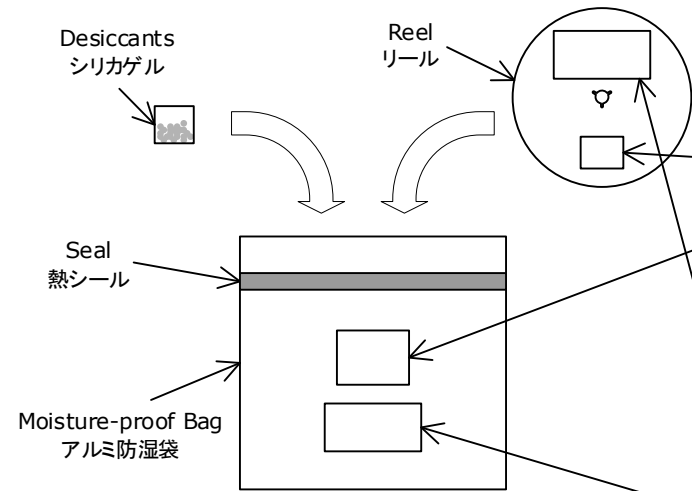 Desiccants
シリカゲル
Reel
リール
Seal
熱シール
Moisture-proof Bag
アルミ防湿袋